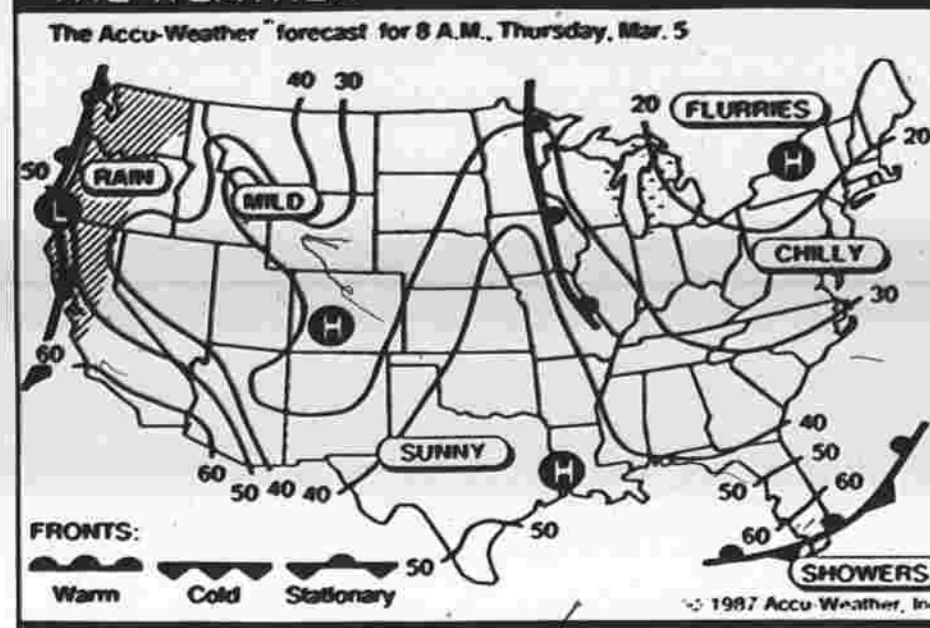 The Accu-Weather™ forecast for 8 A.M., Thursday, Mar. 5
40 30
20 FLURRIES
20
50
RAIN
H
MILD
L
CHILLY
30
H
60
SUNNY
40
H
50
60
50 40 40
50
60
50
60
FRONTS:
50
SHOWERS
Warm Cold Stationary
© 1987 Accu-Weather, In